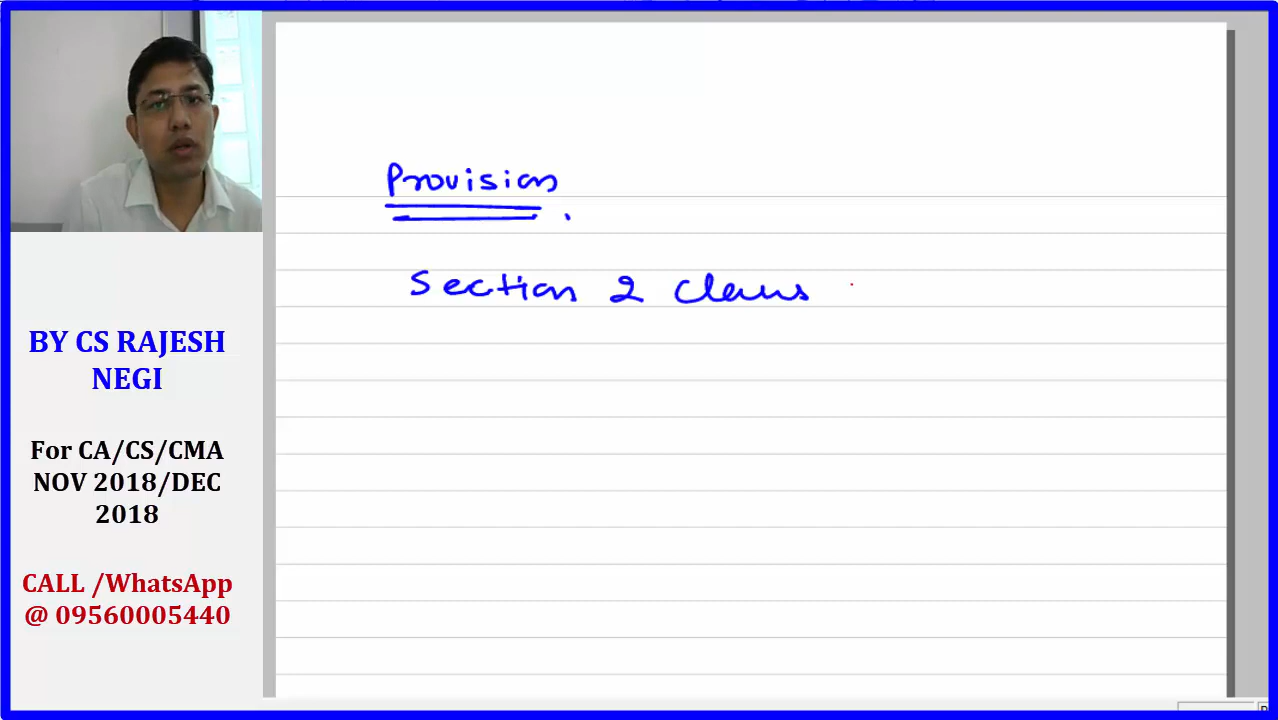 Provision
Section 2 Claus
BY CS RAJESH
NEGI
For CA/CS/CMA
NOV 2018/DEC
2018
CALL /WhatsApp
@ 09560005440